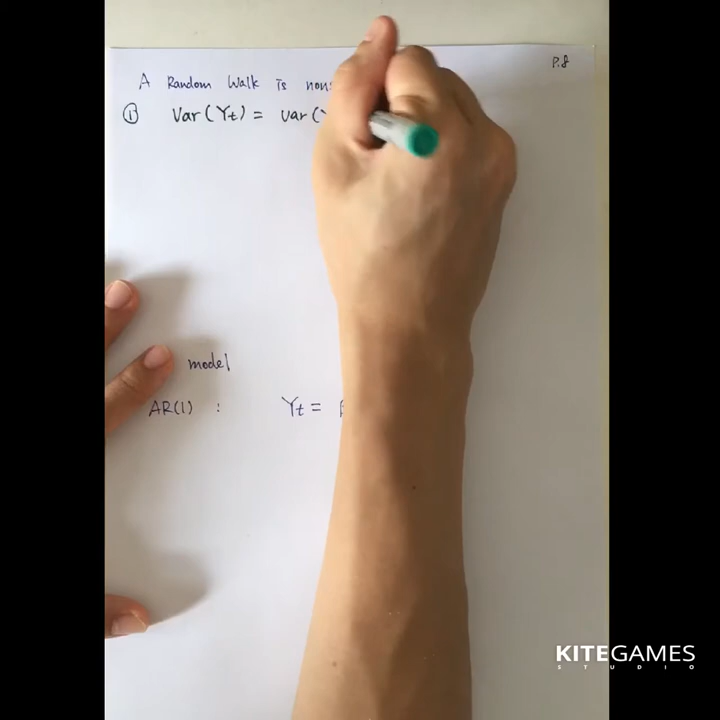 P.8
A Random Walk is non
① Var(Yt) = var(
model
AR(1) : Yt =
KITEGAMES
STUDIO